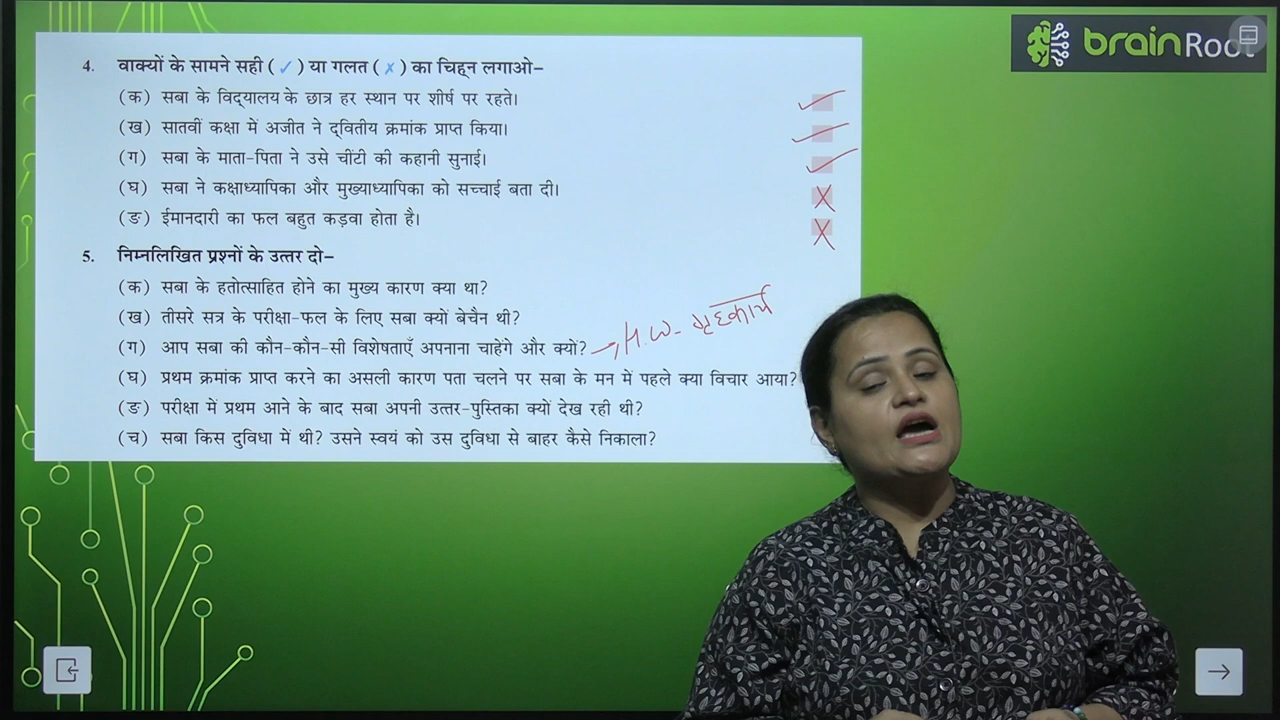 brainRoot
4. वाक्यों के सामने सही (✓) या गलत (✗) का चिह्न लगाओ–
(क) सबा के विद्यालय के छात्र हर स्थान पर शीर्ष पर रहते।
(ख) सातवीं कक्षा में अजीत ने द्वितीय क्रमांक प्राप्त किया।
(ग) सबा के माता-पिता ने उसे चींटी की कहानी सुनाई।
(घ) सबा ने कक्षाध्यापिका और मुख्याध्यापिका को सच्चाई बता दी।
(ङ) ईमानदारी का फल बहुत कड़वा होता है।
5. निम्नलिखित प्रश्नों के उत्तर दो–
(क) सबा के हतोत्साहित होने का मुख्य कारण क्या था?
(ख) तीसरे सत्र के परीक्षा-फल के लिए सबा क्यों बेचैन थी?
(ग) आप सबा की कौन-कौन-सी विशेषताएँ अपनाना चाहेंगे और क्यों? → H.W- गृहकार्य
(घ) प्रथम क्रमांक प्राप्त करने का असली कारण पता चलने पर सबा के मन में पहले क्या विचार आया?
(ङ) परीक्षा में प्रथम आने के बाद सबा अपनी उत्तर-पुस्तिका क्यों देख रही थी?
(च) सबा किस दुविधा में थी? उसने स्वयं को उस दुविधा से बाहर कैसे निकाला?